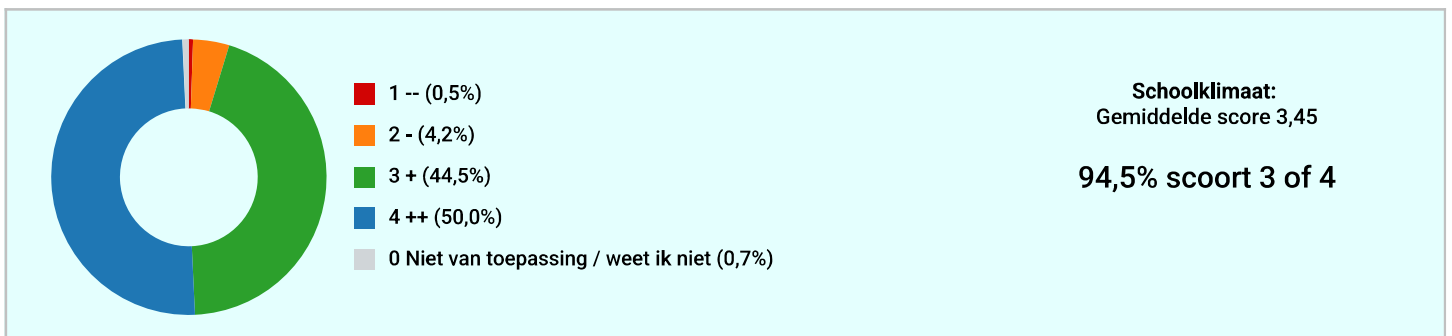 1 -- (0,5%)
2 - (4,2%)
3 + (44,5%)
4 ++ (50,0%)
0 Niet van toepassing / weet ik niet (0,7%)
Schoolklimaat:
Gemiddelde score 3,45
94,5% scoort 3 of 4